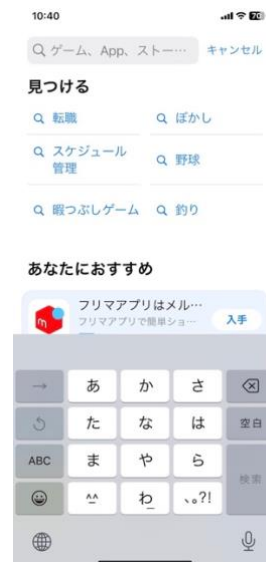 10:40
70
ゲーム、App、ストー… キャンセル
見つける
転職
ぼかし
スケジュール
管理
野球
暇つぶしゲーム
釣り
あなたにおすすめ
フリマアプリはメル…
フリマアプリで簡単ショ…
入手
→ あ か さ
た な は 空白
ABC ま や ら 検索
^^ わ_ 、。?!